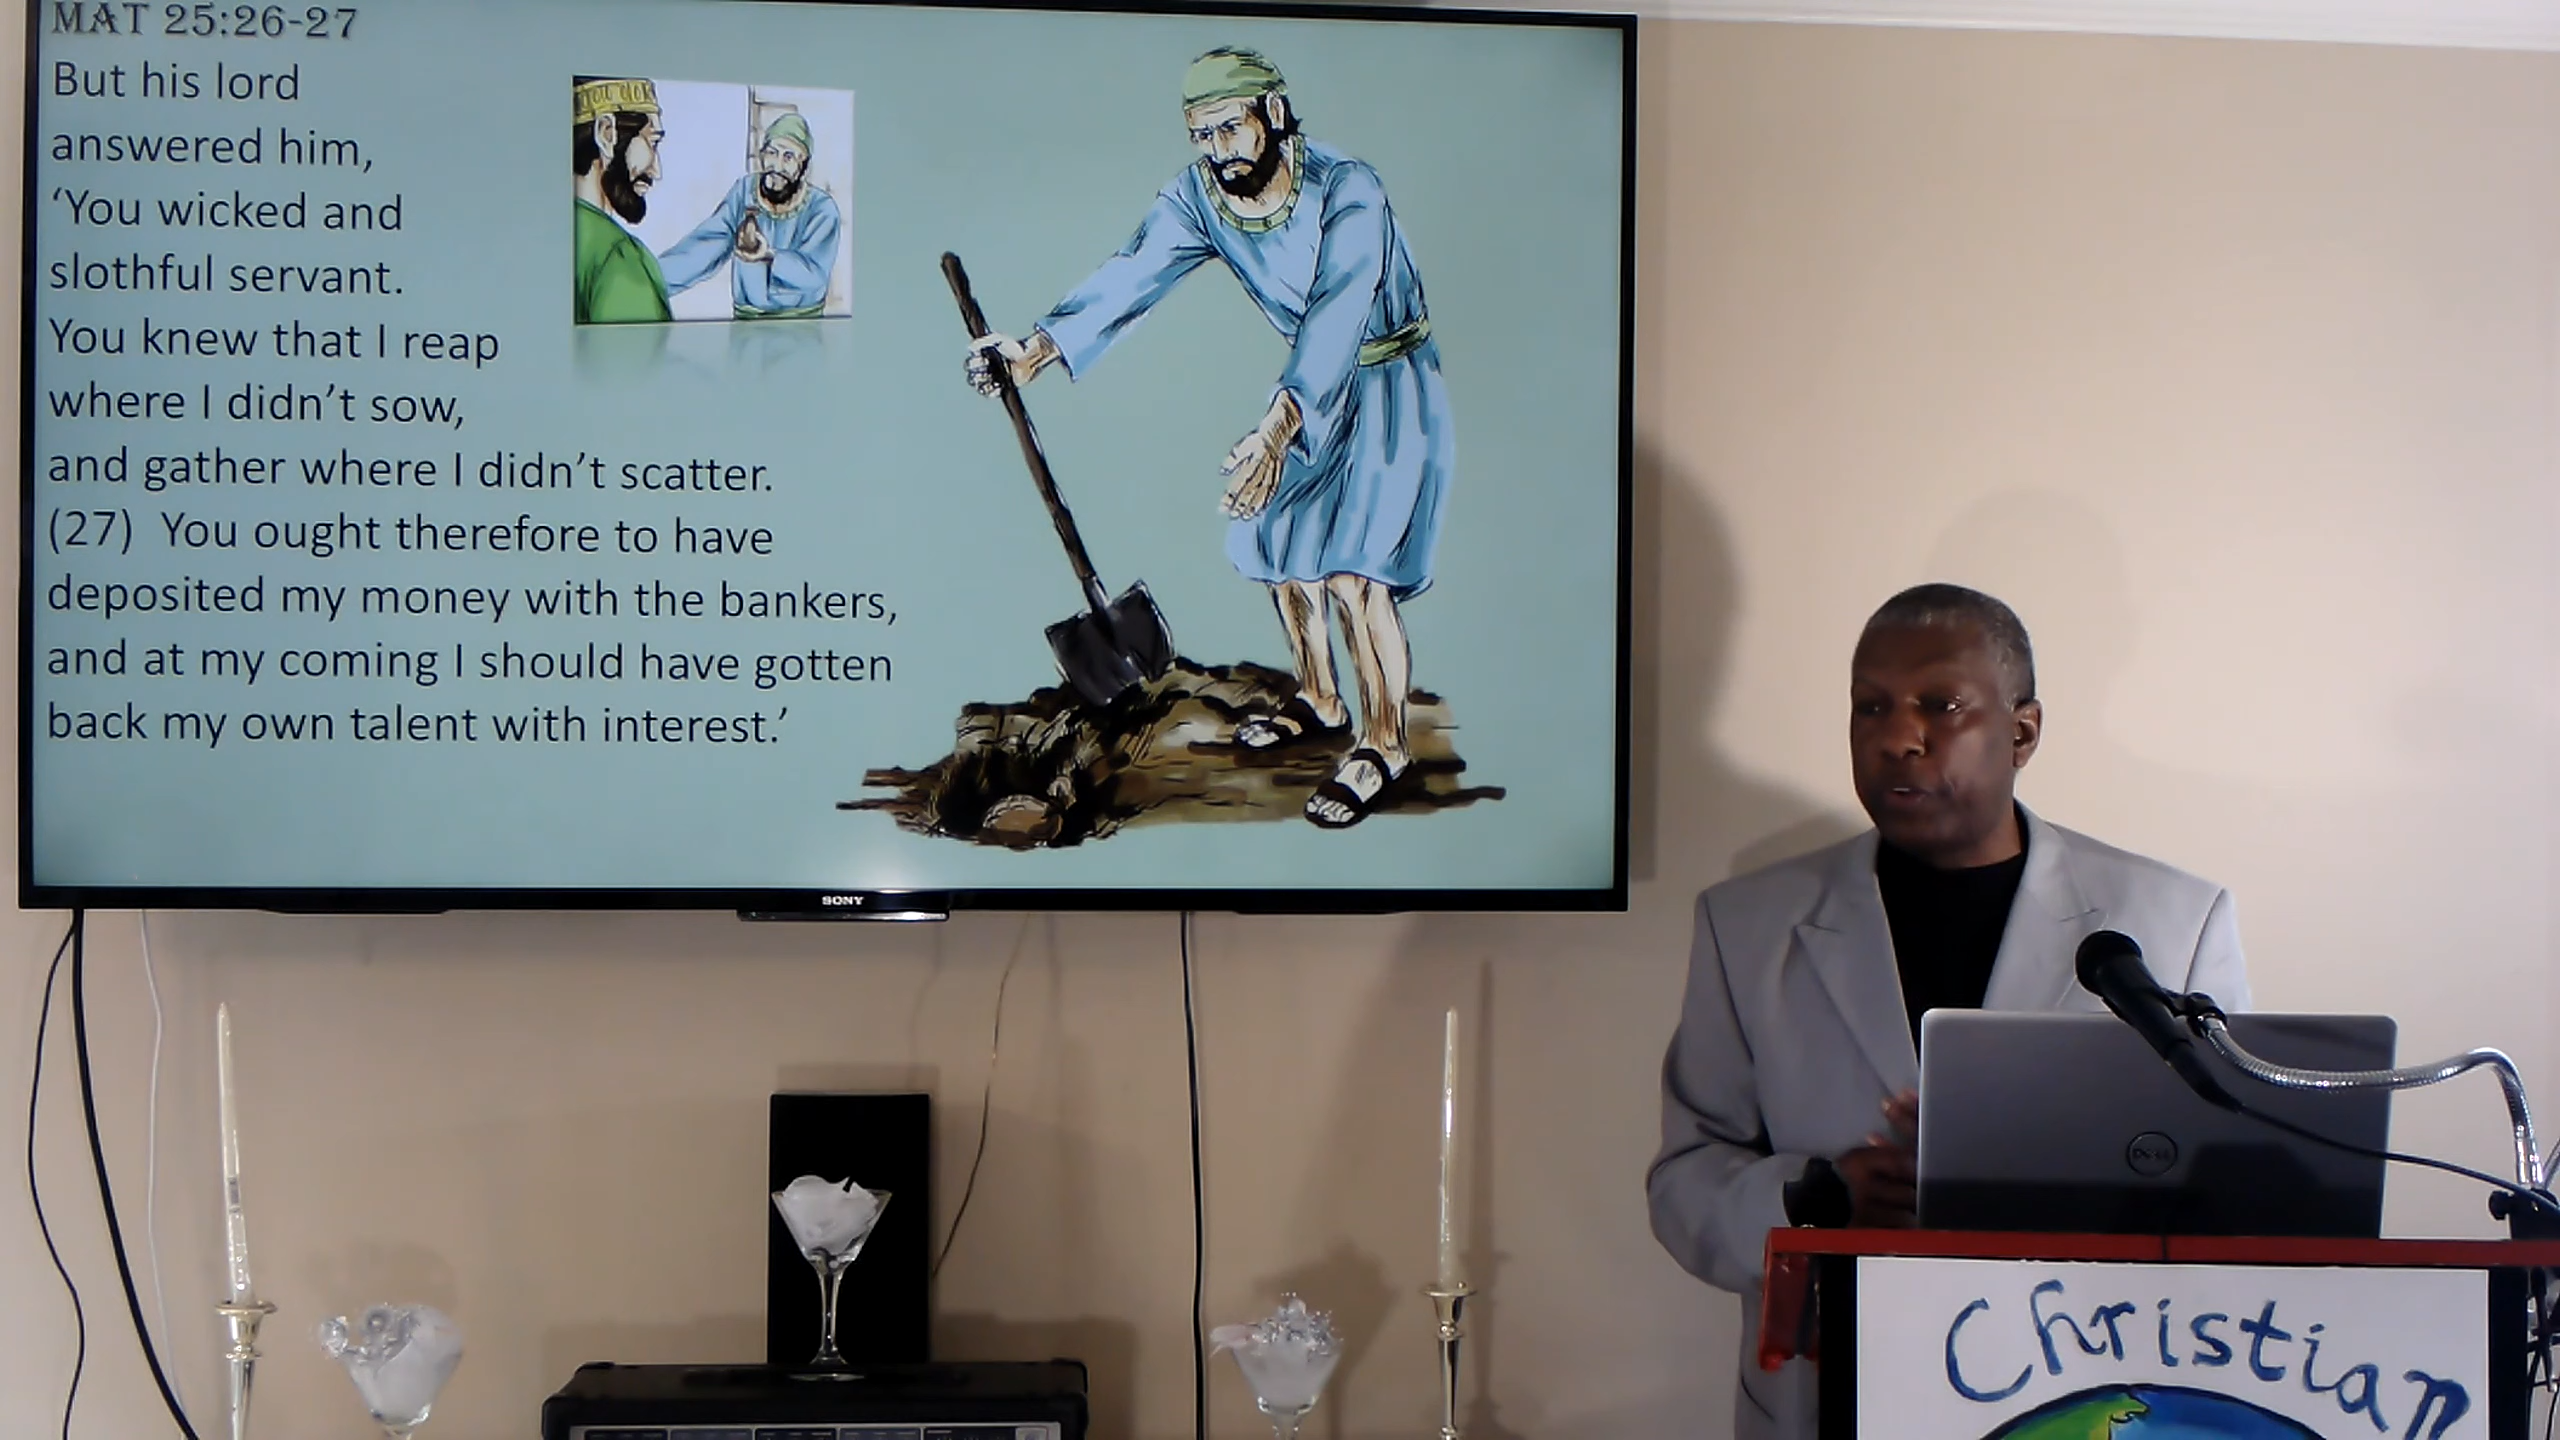 MAT 25:26-27
But his lord
answered him,
‘You wicked and
slothful servant.
You knew that I reap
where I didn’t sow,
and gather where I didn’t scatter.
(27)  You ought therefore to have
deposited my money with the bankers,
and at my coming I should have gotten
back my own talent with interest.’
SONY
DELL
Christian